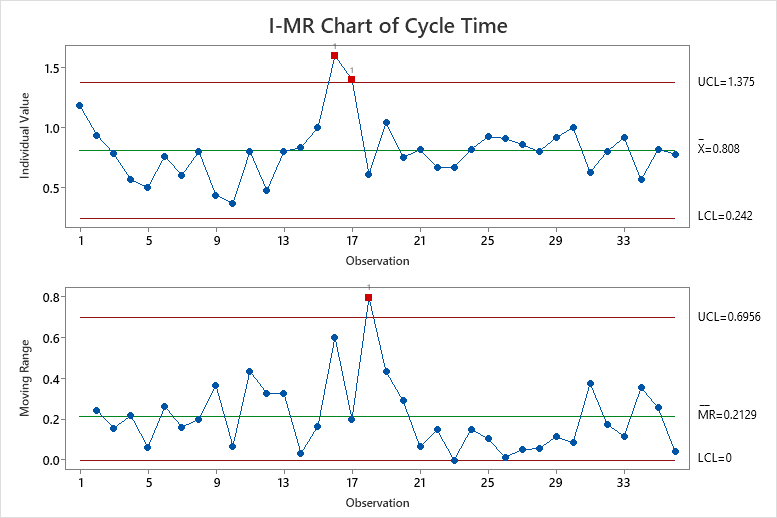 I-MR Chart of Cycle Time
1
1
1.5
1.0
0.5
Individual Value
UCL=1.375
X̄=0.808
LCL=0.242
1 5 9 13 17 21 25 29 33
Observation
1
0.8
0.6
0.4
0.2
0.0
Moving Range
UCL=0.6956
M̅R̅=0.2129
LCL=0
1 5 9 13 17 21 25 29 33
Observation